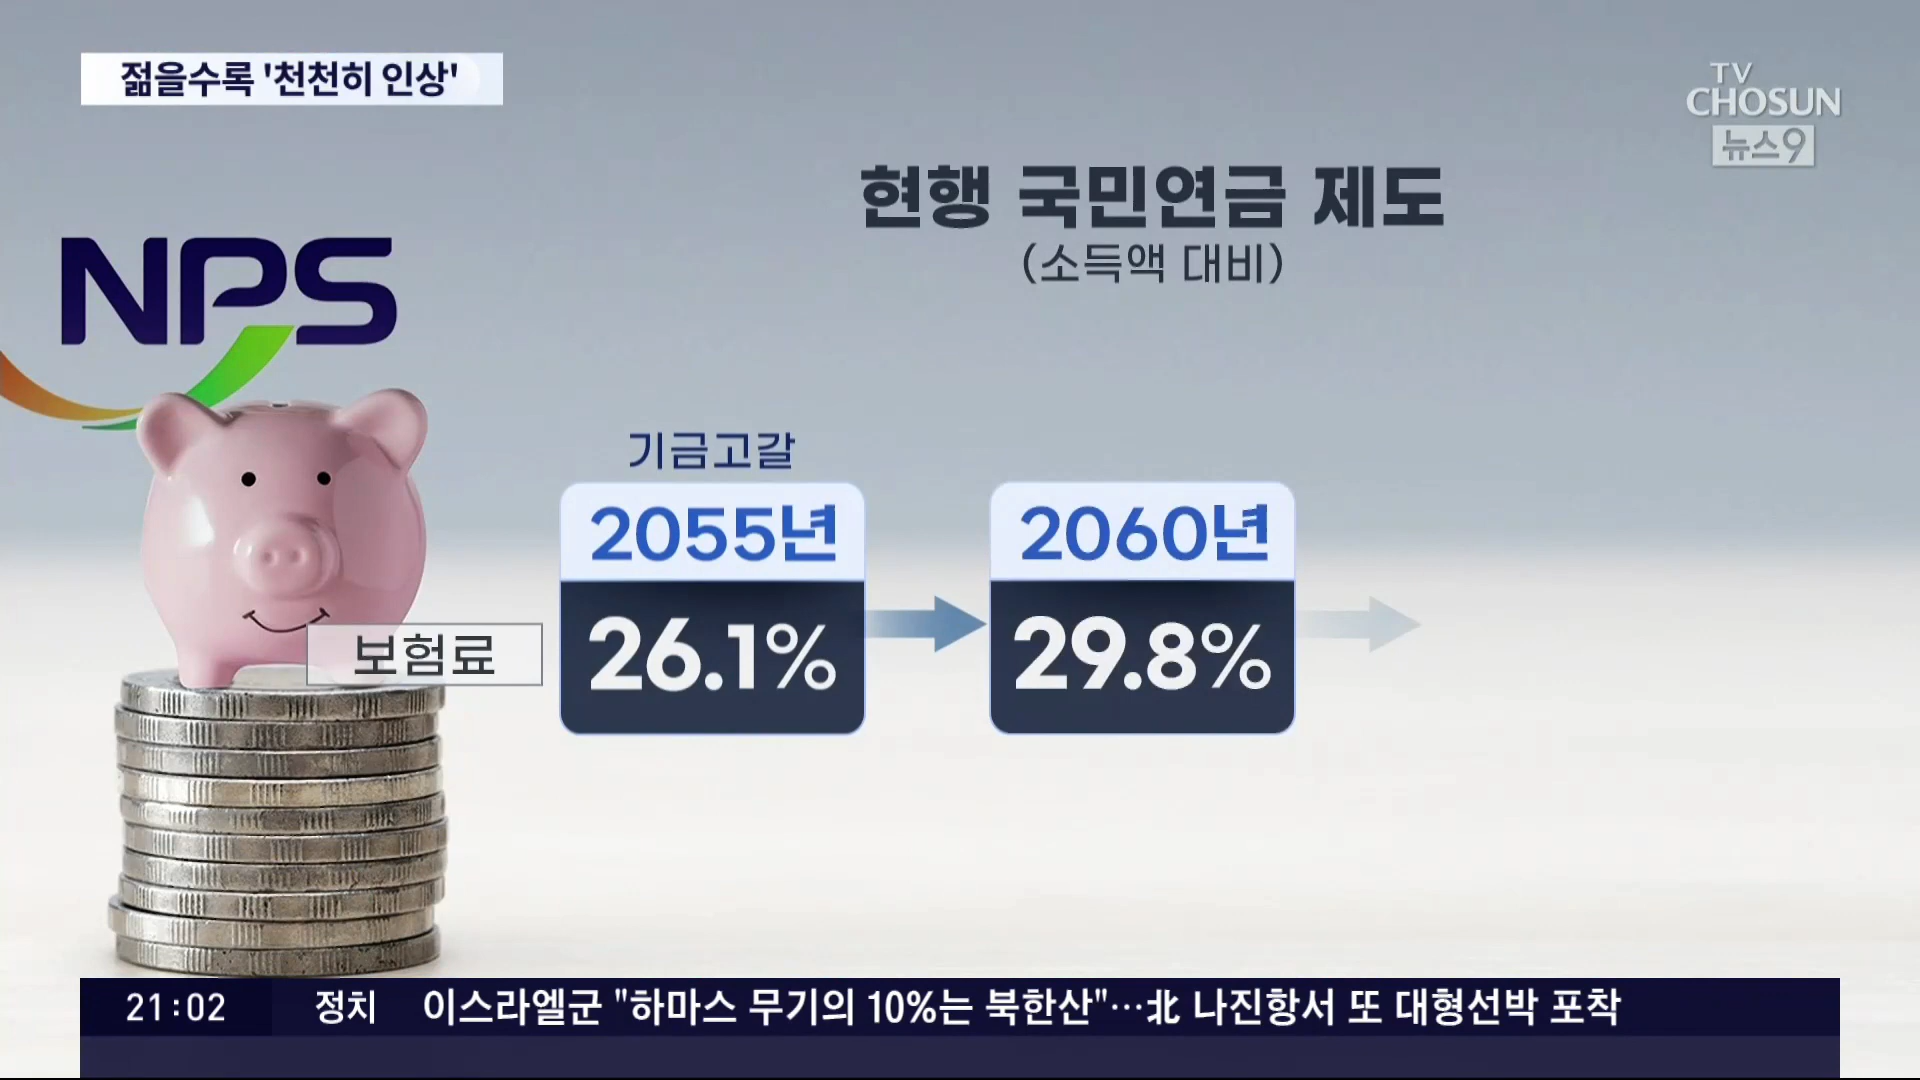 젊을수록 '천천히 인상'
TV
CHOSUN
뉴스9
현행 국민연금 제도
(소득액 대비)
NPS
기금고갈
2055년
2060년
보험료
26.1%
29.8%
21:02 정치 이스라엘군 "하마스 무기의 10%는 북한산"…北 나진항서 또 대형선박 포착